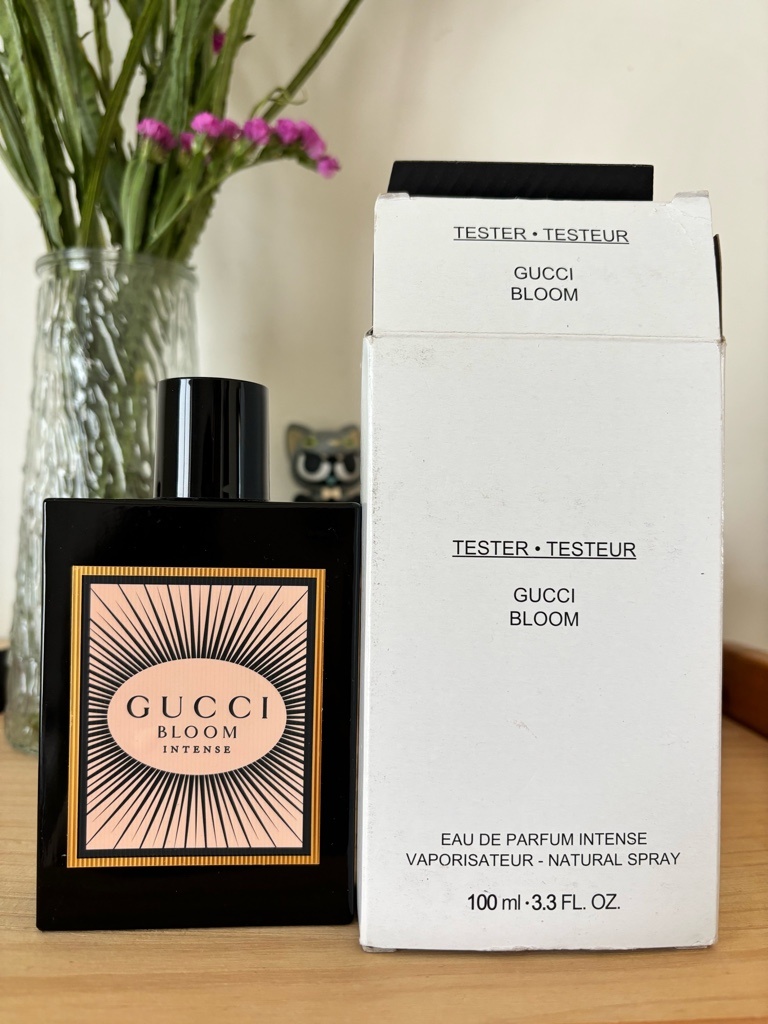 GUCCI
BLOOM
INTENSE
TESTER • TESTEUR
GUCCI
BLOOM
TESTER • TESTEUR
GUCCI
BLOOM
EAU DE PARFUM INTENSE
VAPORISATEUR - NATURAL SPRAY
100 ml • 3.3 FL. OZ.